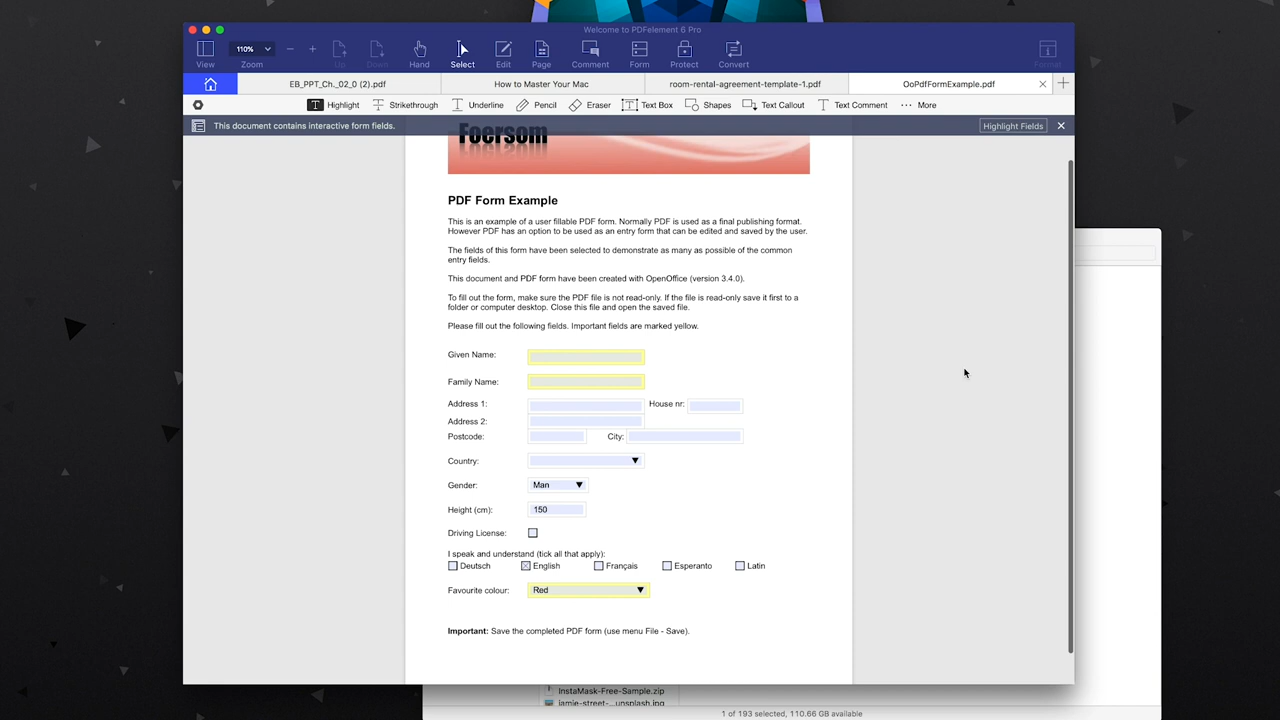 Welcome to PDFelement 6 Pro
110%
View
Zoom
Up
Down
Hand
Select
Edit
Page
Comment
Form
Protect
Convert
Format
EB_PPT_Ch._02_0 (2).pdf
How to Master Your Mac
room-rental-agreement-template-1.pdf
OoPdfFormExample.pdf
Highlight
Strikethrough
Underline
Pencil
Eraser
Text Box
Shapes
Text Callout
Text Comment
More
This document contains interactive form fields.
Highlight Fields
Foersom
PDF Form Example
This is an example of a user fillable PDF form. Normally PDF is used as a final publishing format.
However PDF has an option to be used as an entry form that can be edited and saved by the user.
The fields of this form have been selected to demonstrate as many as possible of the common
entry fields.
This document and PDF form have been created with OpenOffice (version 3.4.0).
To fill out the form, make sure the PDF file is not read-only. If the file is read-only save it first to a
folder or computer desktop. Close this file and open the saved file.
Please fill out the following fields. Important fields are marked yellow.
Given Name:
Family Name:
Address 1:
House nr:
Address 2:
Postcode:
City:
Country:
Gender:
Man
Height (cm):
150
Driving License:
I speak and understand (tick all that apply):
Deutsch
English
Français
Esperanto
Latin
Favourite colour:
Red
Important: Save the completed PDF form (use menu File - Save).
InstaMask-Free-Sample.zip
jamie-street-..unsplash.jpg
1 of 193 selected, 110.66 GB available